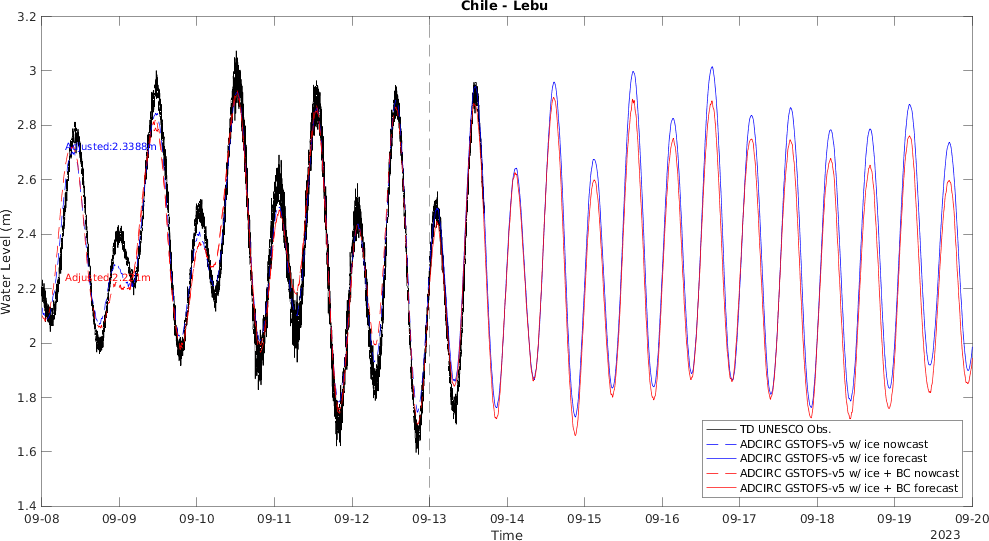 Chile - Lebu
3.2
3
2.8
2.6
2.4
2.2
2
1.8
1.6
1.4
Water Level (m)
Adjusted:2.3388m
TD UNESCO Obs.
ADCIRC GSTOFS-v5 w/ ice nowcast
ADCIRC GSTOFS-v5 w/ ice forecast
ADCIRC GSTOFS-v5 w/ ice + BC nowcast
ADCIRC GSTOFS-v5 w/ ice + BC forecast
09-08 09-09 09-10 09-11 09-12 09-13 09-14 09-15 09-16 09-17 09-18 09-19 09-20
Time
2023